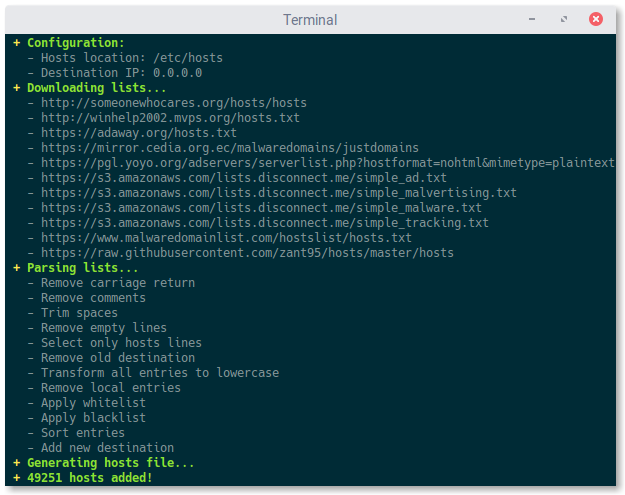 Terminal
+ Configuration:
- Hosts location: /etc/hosts
- Destination IP: 0.0.0.0
+ Downloading lists...
- http://someonewhocares.org/hosts/hosts
- http://winhelp2002.mvps.org/hosts.txt
- https://adaway.org/hosts.txt
- https://mirror.cedia.org.ec/malwaredomains/justdomains
- https://pgl.yoyo.org/adservers/serverlist.php?hostformat=nohtml&mimetype=plaintext
- https://s3.amazonaws.com/lists.disconnect.me/simple_ad.txt
- https://s3.amazonaws.com/lists.disconnect.me/simple_malvertising.txt
- https://s3.amazonaws.com/lists.disconnect.me/simple_malware.txt
- https://s3.amazonaws.com/lists.disconnect.me/simple_tracking.txt
- https://www.malwaredomainlist.com/hostslist/hosts.txt
- https://raw.githubusercontent.com/zant95/hosts/master/hosts
+ Parsing lists...
- Remove carriage return
- Remove comments
- Trim spaces
- Remove empty lines
- Select only hosts lines
- Remove old destination
- Transform all entries to lowercase
- Remove local entries
- Apply whitelist
- Apply blacklist
- Sort entries
- Add new destination
+ Generating hosts file...
+ 49251 hosts added!